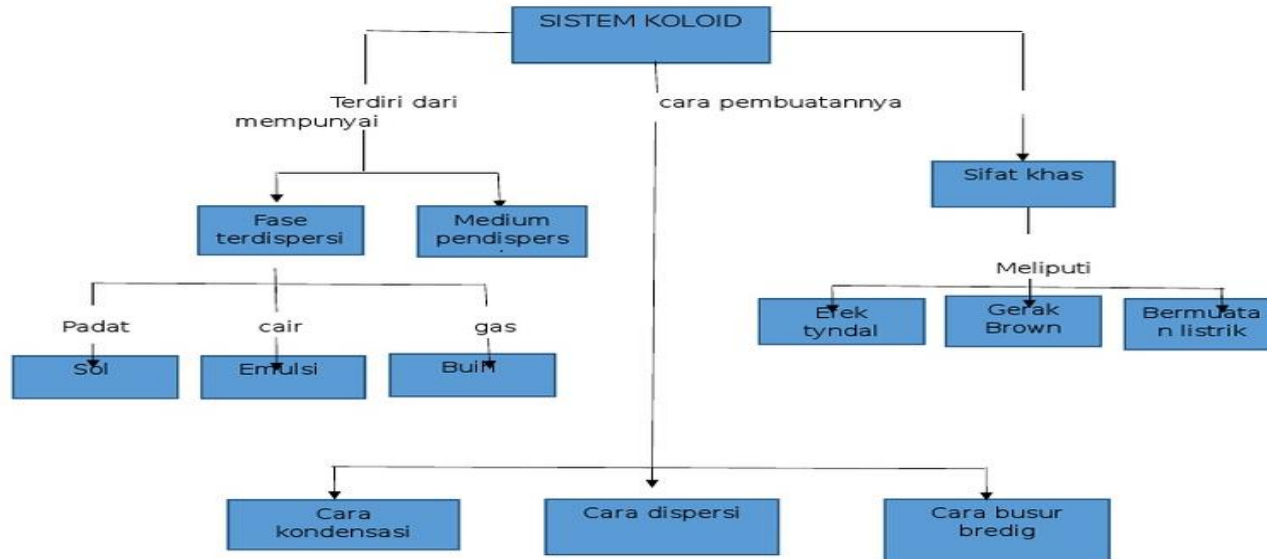 SISTEM KOLOID
Terdiri dari
mempunyai
cara pembuatannya
Sifat khas
Fase
terdispersi
Medium
pendispers
Meliputi
Padat
cair
gas
Sol
Emulsi
Buih
Efek
tyndal
Gerak
Brown
Bermuata
n listrik
Cara
kondensasi
Cara dispersi
Cara busur
bredig